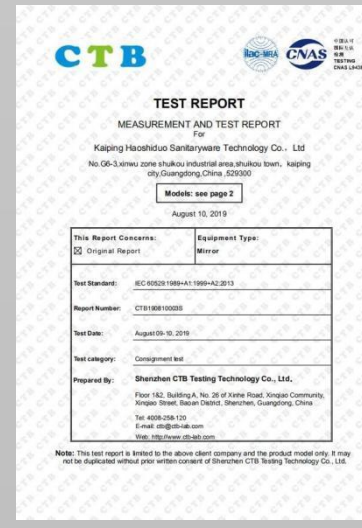 CTB
ilac-MRA
CNAS
TESTING
TEST REPORT
MEASUREMENT AND TEST REPORT
For
Kaiping Haoshiduo Sanitaryware Technology Co.，Ltd
No.G6-3,xinwu zone shuikou industrial area,shuikou town，kaiping
city,Guangdong,China ,529300
Models: see page 2
August 10, 2019
This Report Concerns:
Equipment Type:
☒ Original Report
Mirror
Test Standard:
IEC 60529:1989+A1:1999+A2:2013
Report Number:
CTB190810003S
Test Date:
August 09-10, 2019
Test category:
Consignment test
Prepared By:
Shenzhen CTB Testing Technology Co., Ltd.
Floor 1&2, Building A, No. 26 of Xinhe Road, Xinqiao Community,
Xinqiao Street, Baoan District, Shenzhen, Guangdong, China
Tel: 4008-258-120
E-mail: ctb@ctb-lab.com
Web: http://www.ctb-lab.com
Note: This test report is limited to the above client company and the product model only. It may
not be duplicated without prior written consent of Shenzhen CTB Testing Technology Co., Ltd.